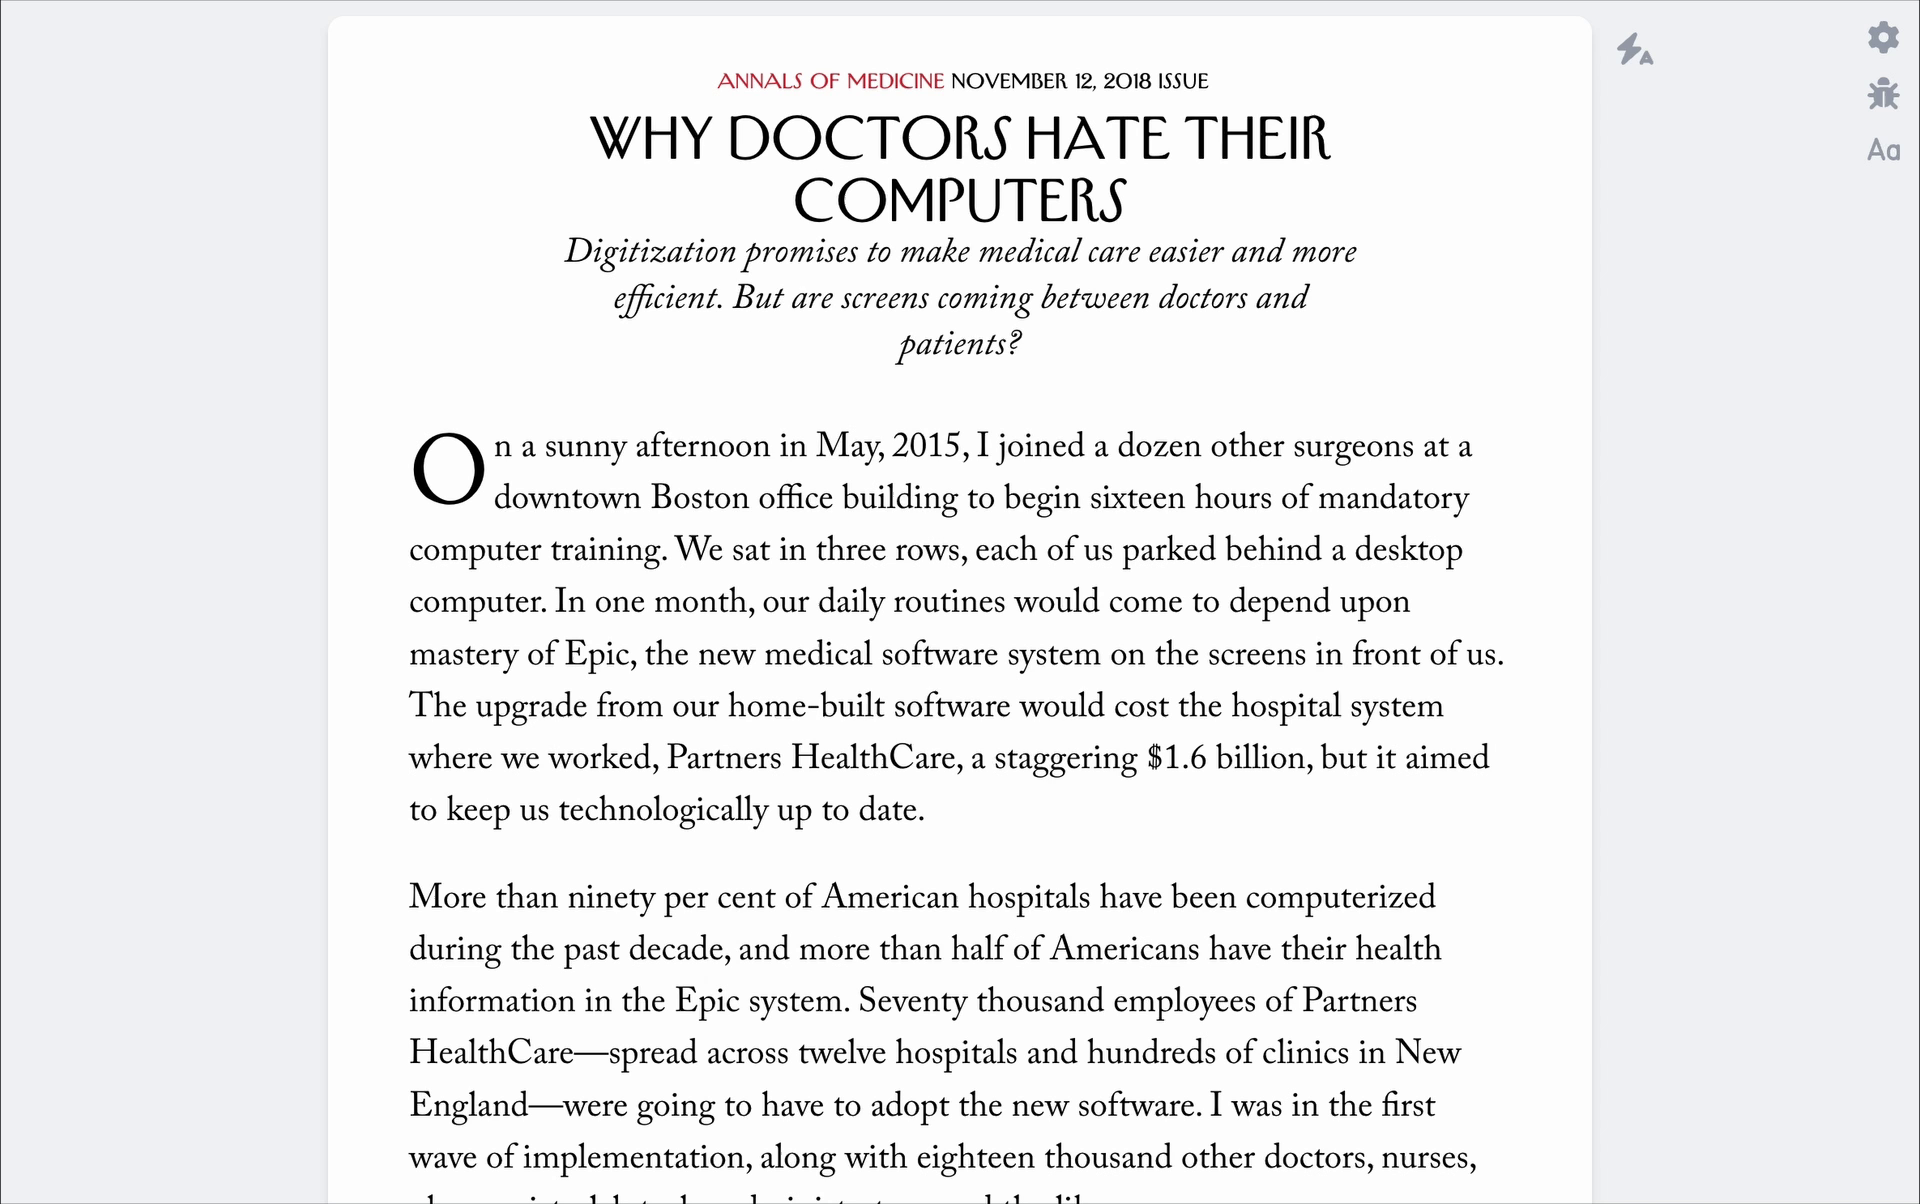 ANNALS OF MEDICINE NOVEMBER 12, 2018 ISSUE
WHY DOCTORS HATE THEIR
COMPUTERS
Digitization promises to make medical care easier and more
efficient. But are screens coming between doctors and
patients?
On a sunny afternoon in May, 2015, I joined a dozen other surgeons at a
downtown Boston office building to begin sixteen hours of mandatory
computer training. We sat in three rows, each of us parked behind a desktop
computer. In one month, our daily routines would come to depend upon
mastery of Epic, the new medical software system on the screens in front of us.
The upgrade from our home-built software would cost the hospital system
where we worked, Partners HealthCare, a staggering $1.6 billion, but it aimed
to keep us technologically up to date.
More than ninety per cent of American hospitals have been computerized
during the past decade, and more than half of Americans have their health
information in the Epic system. Seventy thousand employees of Partners
HealthCare—spread across twelve hospitals and hundreds of clinics in New
England—were going to have to adopt the new software. I was in the first
wave of implementation, along with eighteen thousand other doctors, nurses,
A
Aa